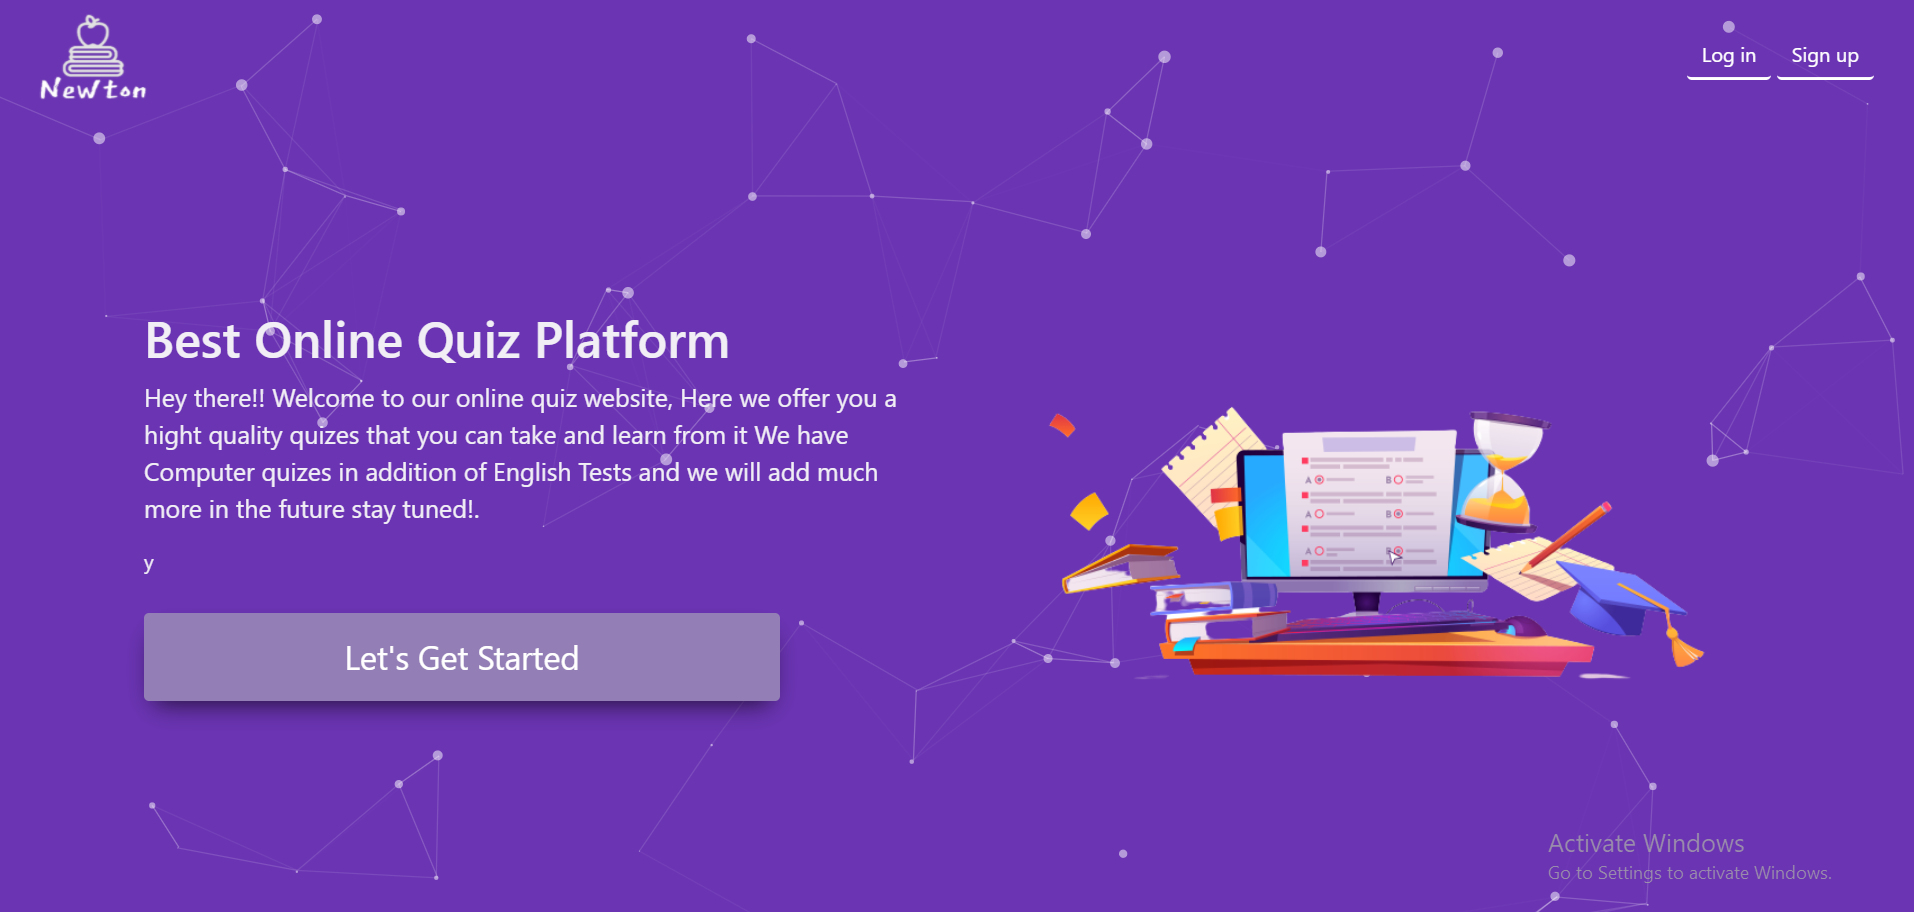 Newton
Log in
Sign up
Best Online Quiz Platform
Hey there!! Welcome to our online quiz website, Here we offer you a
hight quality quizes that you can take and learn from it We have
Computer quizes in addition of English Tests and we will add much
more in the future stay tuned!.
y
Let's Get Started
A
B
A
B
A
B
Activate Windows
Go to Settings to activate Windows.